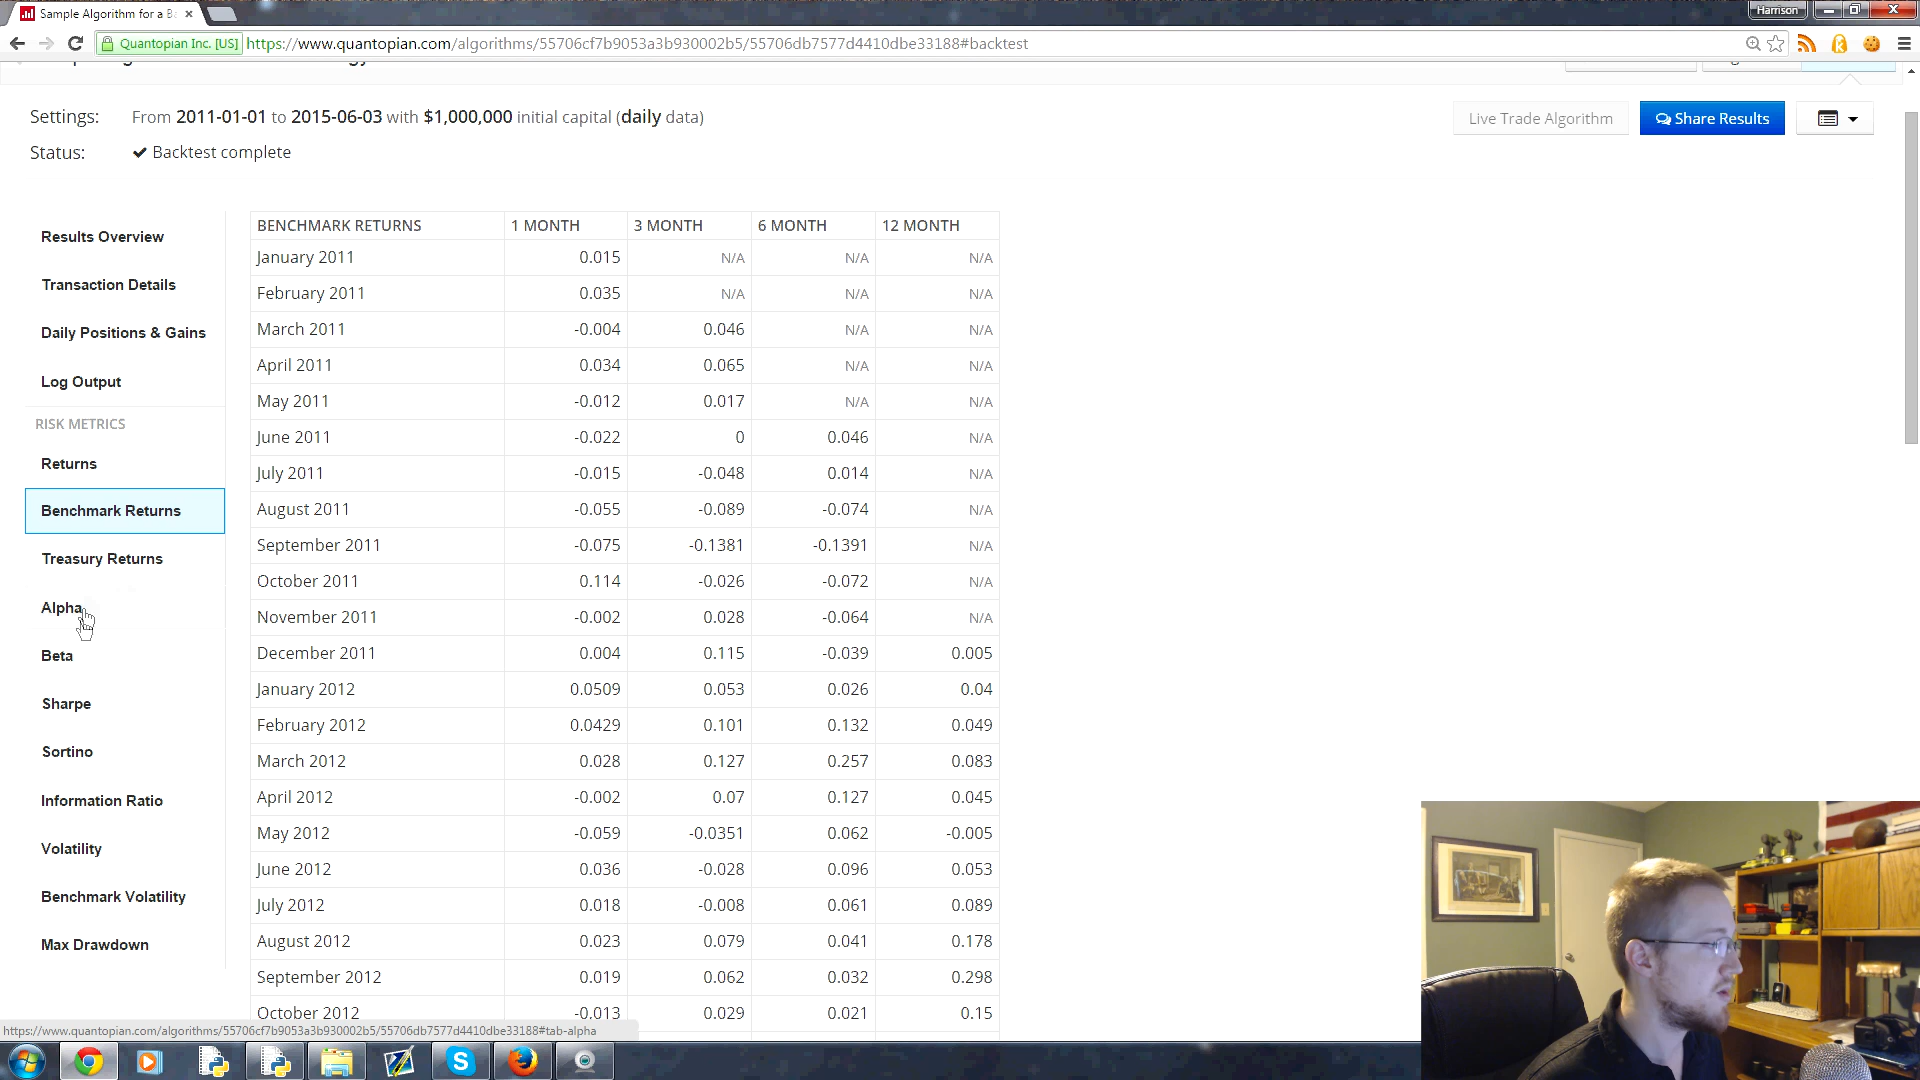 Sample Algorithm for a Ba
Harrison
Quantopian Inc. [US] https://www.quantopian.com/algorithms/55706cf7b9053a3b930002b5/55706db7577d4410dbe33188#backtest
Settings: From 2011-01-01 to 2015-06-03 with $1,000,000 initial capital (daily data)
Live Trade Algorithm
Share Results
Status: Backtest complete
Results Overview
Transaction Details
Daily Positions & Gains
Log Output
RISK METRICS
Returns
Benchmark Returns
Treasury Returns
Alpha
Beta
Sharpe
Sortino
Information Ratio
Volatility
Benchmark Volatility
Max Drawdown
BENCHMARK RETURNS 1 MONTH 3 MONTH 6 MONTH 12 MONTH
January 2011 0.015 N/A N/A N/A
February 2011 0.035 N/A N/A N/A
March 2011 -0.004 0.046 N/A N/A
April 2011 0.034 0.065 N/A N/A
May 2011 -0.012 0.017 N/A N/A
June 2011 -0.022 0 0.046 N/A
July 2011 -0.015 -0.048 0.014 N/A
August 2011 -0.055 -0.089 -0.074 N/A
September 2011 -0.075 -0.1381 -0.1391 N/A
October 2011 0.114 -0.026 -0.072 N/A
November 2011 -0.002 0.028 -0.064 N/A
December 2011 0.004 0.115 -0.039 0.005
January 2012 0.0509 0.053 0.026 0.04
February 2012 0.0429 0.101 0.132 0.049
March 2012 0.028 0.127 0.257 0.083
April 2012 -0.002 0.07 0.127 0.045
May 2012 -0.059 -0.0351 0.062 -0.005
June 2012 0.036 -0.028 0.096 0.053
July 2012 0.018 -0.008 0.061 0.089
August 2012 0.023 0.079 0.041 0.178
September 2012 0.019 0.062 0.032 0.298
October 2012 -0.013 0.029 0.021 0.15
https://www.quantopian.com/algorithms/55706cf7b9053a3b930002b5/55706db7577d4410dbe33188#tab-alpha